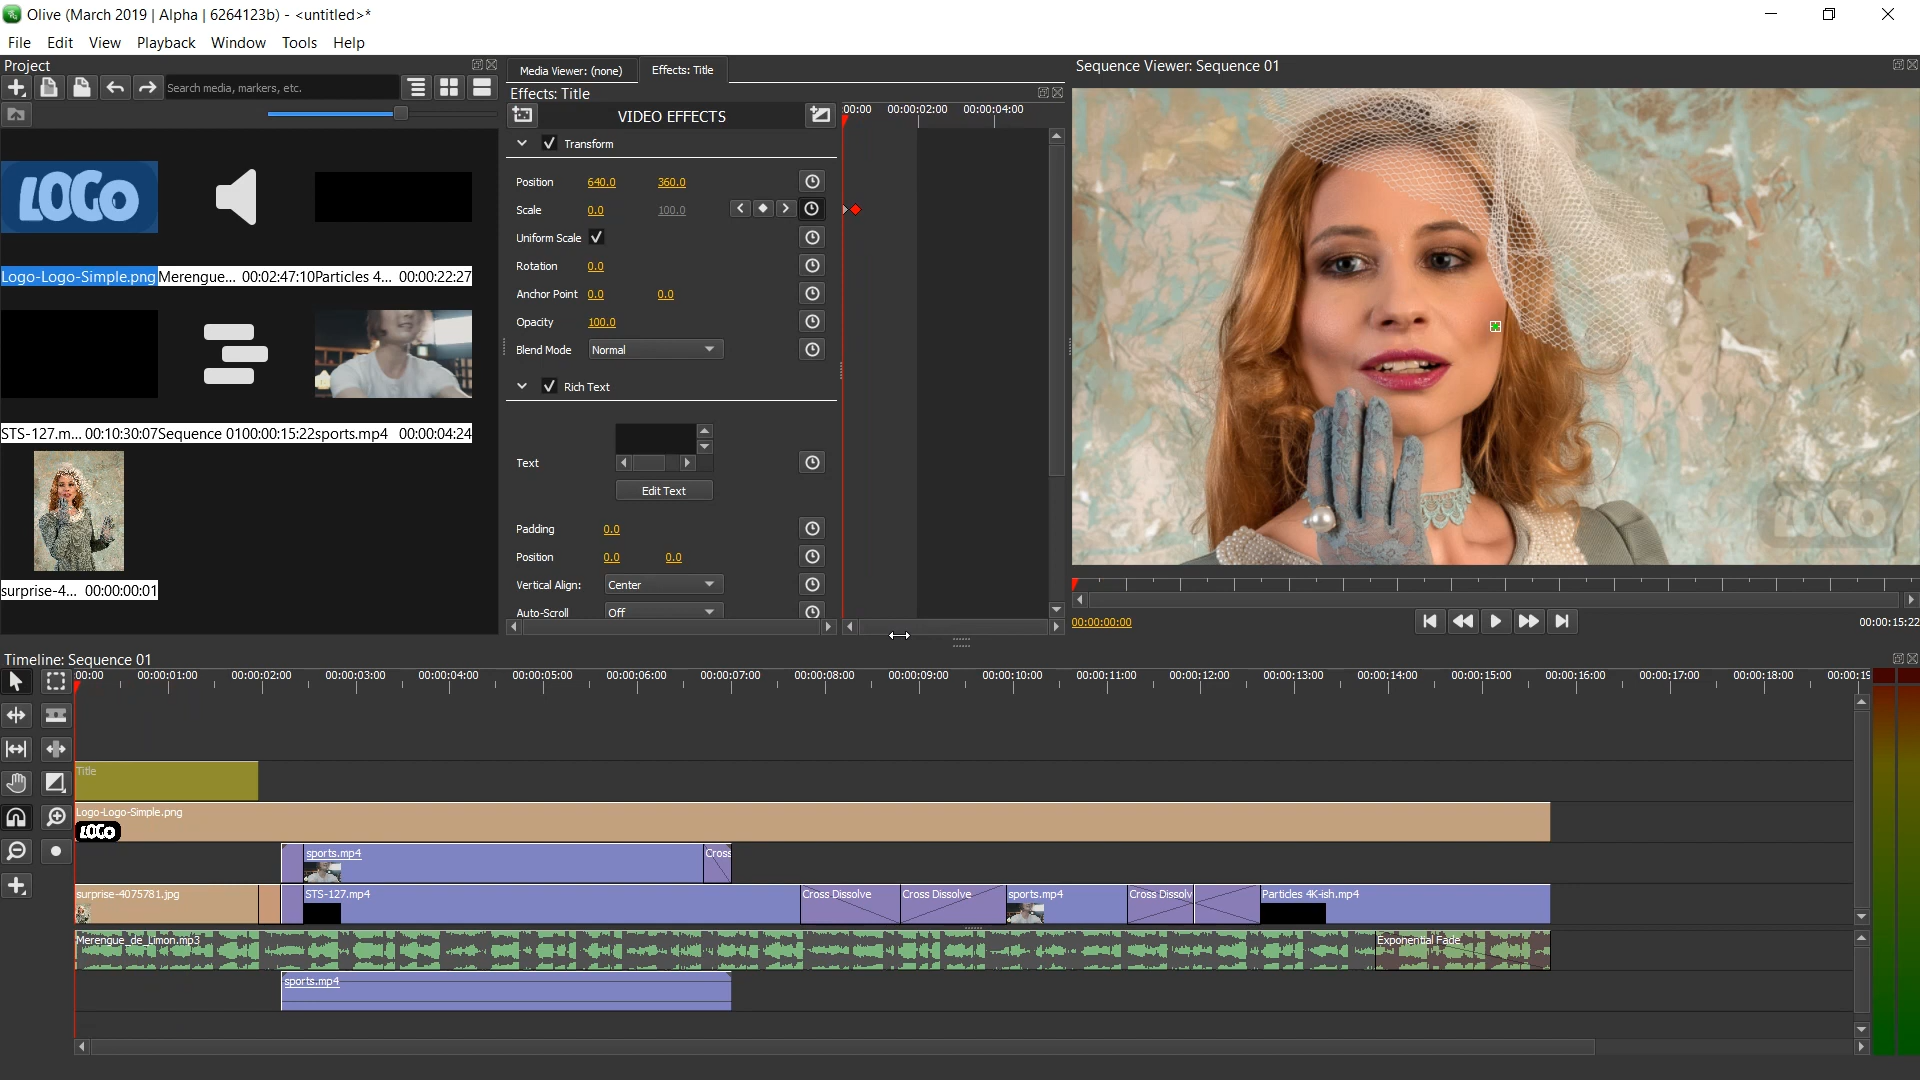 Olive (March 2019 | Alpha | 6264123b) - <untitled>*
File Edit View Playback Window Tools Help
Project
Search media, markers, etc.
LOGO
Logo-Logo-Simple.png Merengue... 00:02:47:10 Particles 4... 00:00:22:27
STS-127.m... 00:10:30:07 Sequence 01 00:00:15:22 sports.mp4 00:00:04:24
surprise-4... 00:00:00:01
Media Viewer: (none) Effects: Title
Effects: Title
VIDEO EFFECTS
00:00 00:00:02:00 00:00:04:00
Transform
Position 640.0 360.0
Scale 0.0 100.0
Uniform Scale
Rotation 0.0
Anchor Point 0.0 0.0
Opacity 100.0
Blend Mode Normal
Rich Text
Text
Edit Text
Padding 0.0
Position 0.0 0.0
Vertical Align: Center
Auto-Scroll Off
Sequence Viewer: Sequence 01
LOGO
00:00:00:00 00:00:15:22
Timeline: Sequence 01
00:00 00:00:01:00 00:00:02:00 00:00:03:00 00:00:04:00 00:00:05:00 00:00:06:00 00:00:07:00 00:00:08:00 00:00:09:00 00:00:10:00 00:00:11:00 00:00:12:00 00:00:13:00 00:00:14:00 00:00:15:00 00:00:16:00 00:00:17:00 00:00:18:00 00:00:19
Title
Logo-Logo-Simple.png
LOGO
sports.mp4 Cross
surprise-4075781.jpg STS-127.mp4 Cross Dissolve Cross Dissolve sports.mp4 Cross Dissolv Particles 4K-ish.mp4
Merengue_de_Limon.mp3 Exponential Fade
sports.mp4